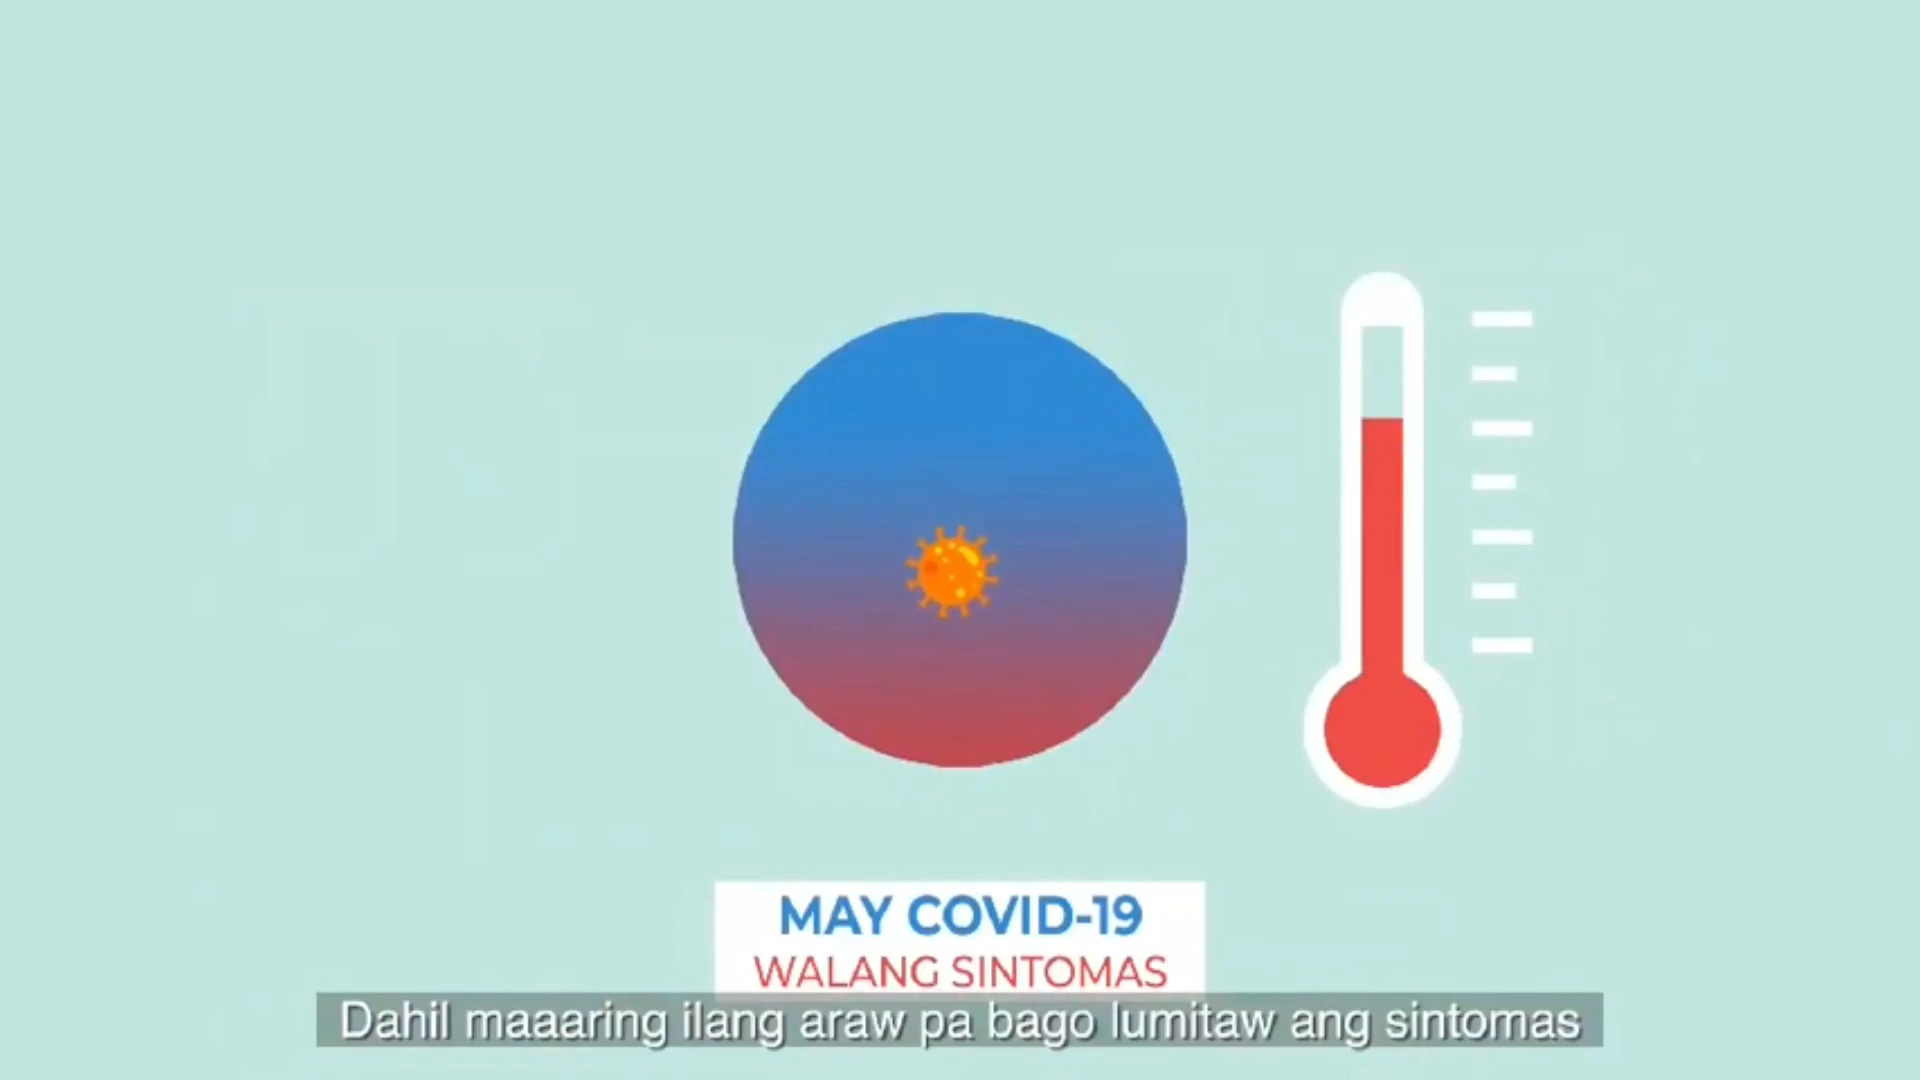 MAY COVID-19
WALANG SINTOMAS
Dahil maaaring ilang araw pa bago lumitaw ang sintomas